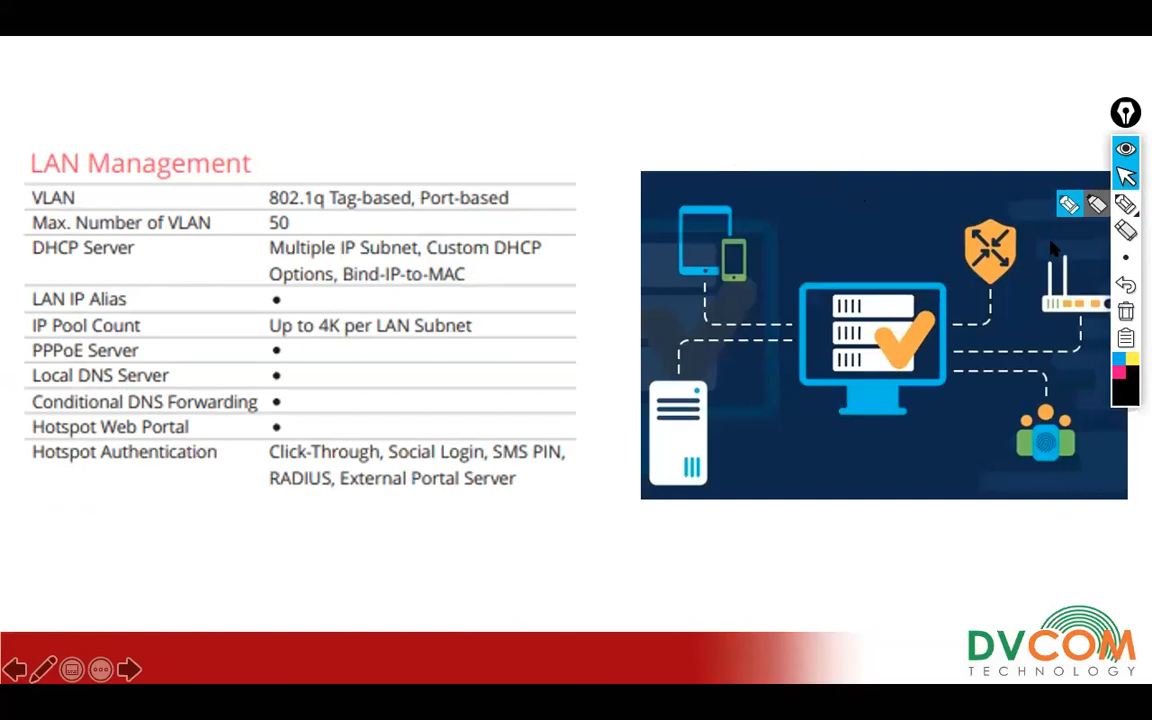 LAN Management
VLAN 802.1q Tag-based, Port-based
Max. Number of VLAN 50
DHCP Server Multiple IP Subnet, Custom DHCP
Options, Bind-IP-to-MAC
LAN IP Alias •
IP Pool Count Up to 4K per LAN Subnet
PPPoE Server •
Local DNS Server •
Conditional DNS Forwarding •
Hotspot Web Portal •
Hotspot Authentication Click-Through, Social Login, SMS PIN,
RADIUS, External Portal Server
DVCOM
TECHNOLOGY